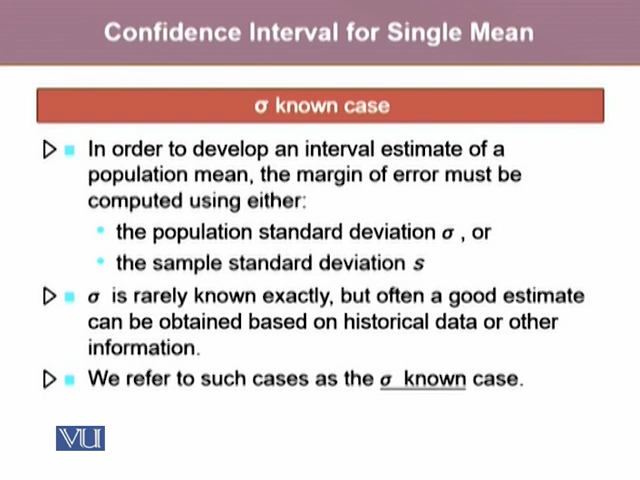 Confidence Interval for Single Mean
σ known case
In order to develop an interval estimate of a
population mean, the margin of error must be
computed using either:
the population standard deviation σ , or
the sample standard deviation s
σ is rarely known exactly, but often a good estimate
can be obtained based on historical data or other
information.
We refer to such cases as the σ known case.
VU